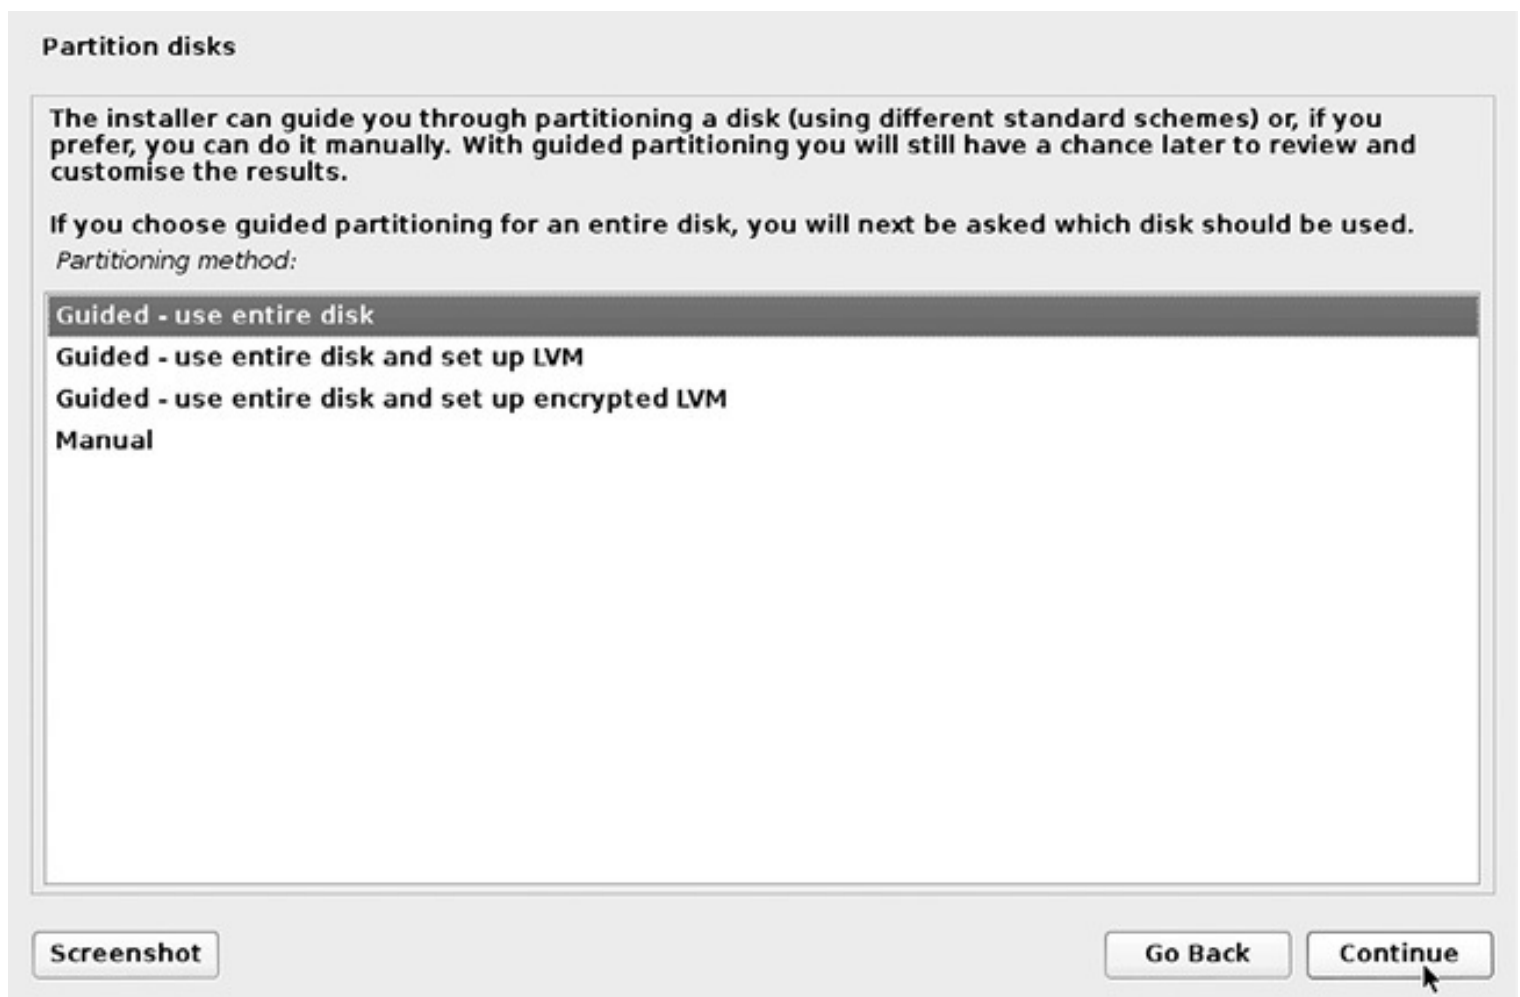 Partition disks
The installer can guide you through partitioning a disk (using different standard schemes) or, if you
prefer, you can do it manually. With guided partitioning you will still have a chance later to review and
customise the results.
If you choose guided partitioning for an entire disk, you will next be asked which disk should be used.
Partitioning method:
Guided - use entire disk
Guided - use entire disk and set up LVM
Guided - use entire disk and set up encrypted LVM
Manual
Screenshot
Go Back
Continue